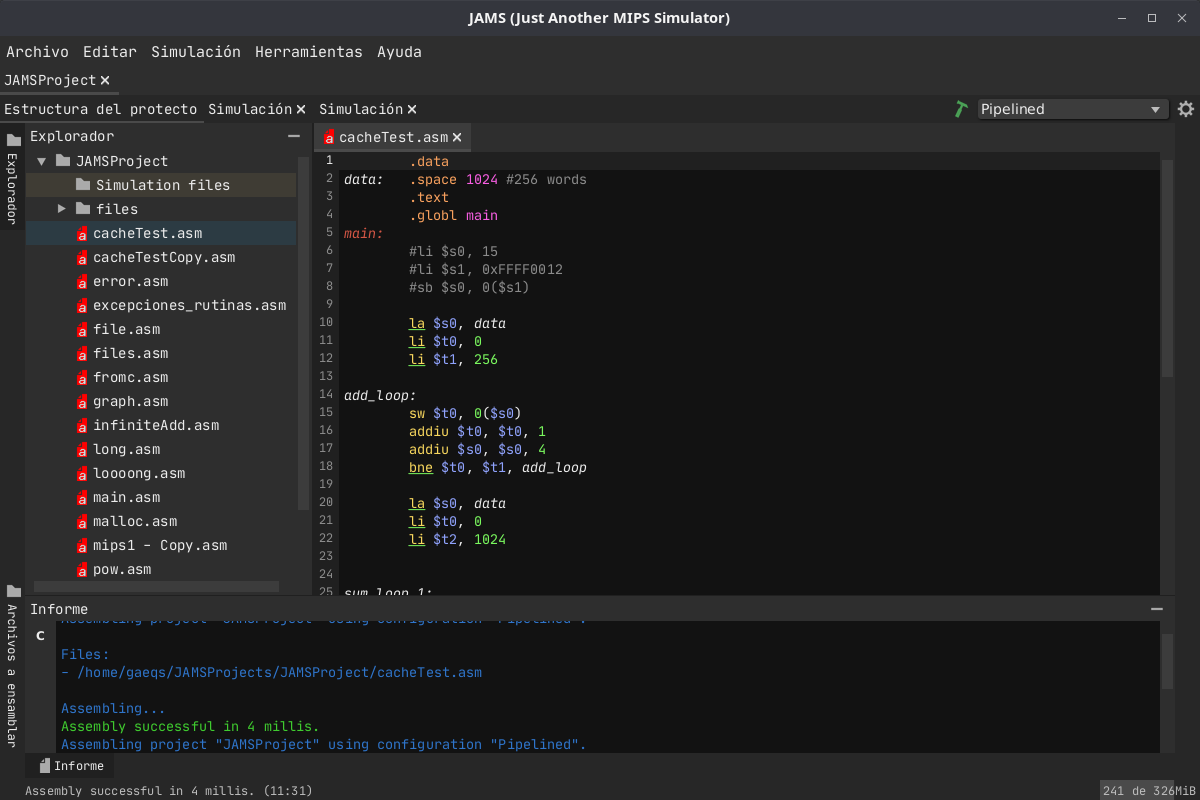 JAMS (Just Another MIPS Simulator)
Archivo Editar Simulación Herramientas Ayuda
JAMSProject
Estructura del protecto Simulación Simulación
Pipelined
Explorador
Explorador
JAMSProject
Simulation files
files
cacheTest.asm
cacheTestCopy.asm
error.asm
excepciones_rutinas.asm
file.asm
files.asm
fromc.asm
graph.asm
infiniteAdd.asm
long.asm
loooong.asm
main.asm
malloc.asm
mips1 - Copy.asm
pow.asm
Archivos a ensamblar
cacheTest.asm
1 .data
2 data: .space 1024 #256 words
3 .text
4 .globl main
5 main:
6 #li $s0, 15
7 #li $s1, 0xFFFF0012
8 #sb $s0, 0($s1)
9
10 la $s0, data
11 li $t0, 0
12 li $t1, 256
13
14 add_loop:
15 sw $t0, 0($s0)
16 addiu $t0, $t0, 1
17 addiu $s0, $s0, 4
18 bne $t0, $t1, add_loop
19
20 la $s0, data
21 li $t0, 0
22 li $t2, 1024
23
24
25 sum_loop_1:
Informe
C
Assembling project "JAMSProject" using configuration "Pipelined".
Files:
- /home/gaeqs/JAMSProjects/JAMSProject/cacheTest.asm
Assembling...
Assembly successful in 4 millis.
Assembling project "JAMSProject" using configuration "Pipelined".
Informe
Assembly successful in 4 millis. (11:31)
241 de 326MiB